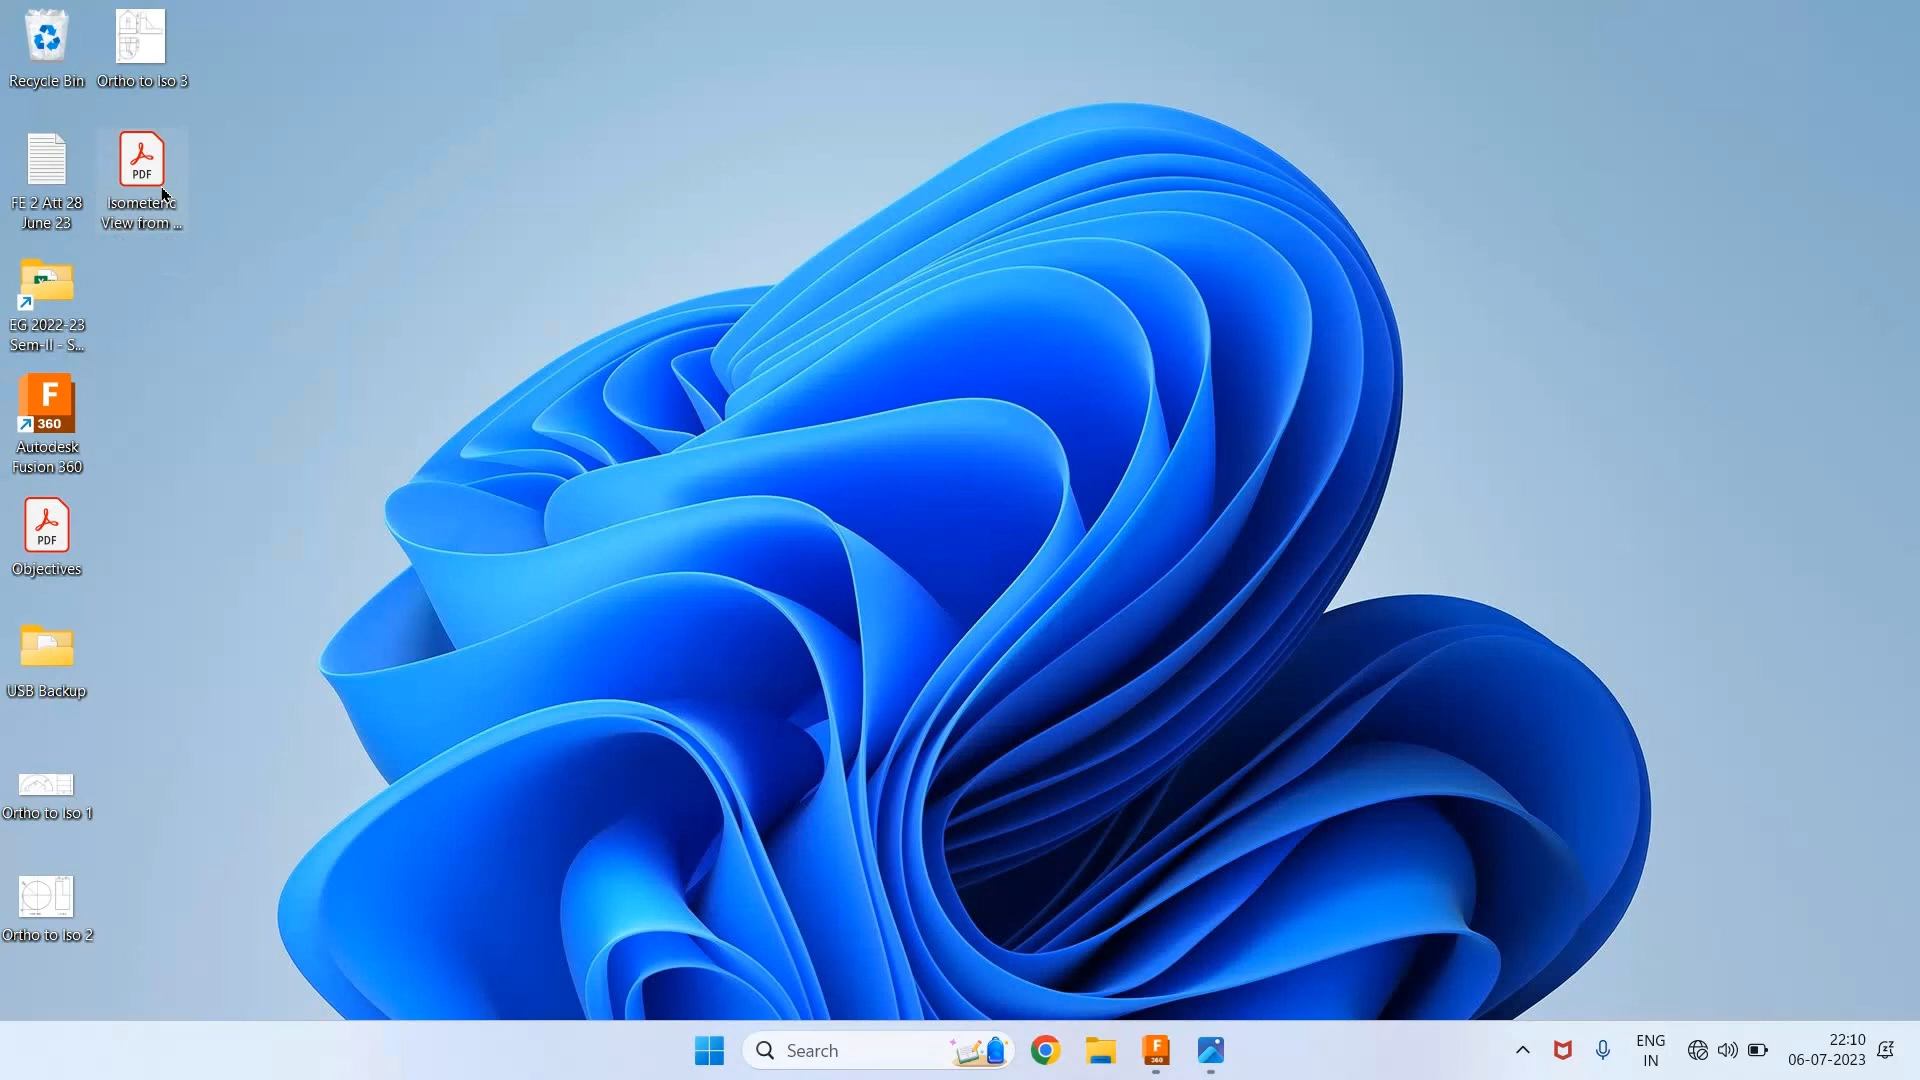 Recycle Bin
Ortho to Iso 3
PDF
FE 2 Att 28
June 23
Isometeric
View from ...
EG 2022-23
Sem-II - S...
F
360
Autodesk
Fusion 360
PDF
Objectives
USB Backup
Ortho to Iso 1
Ortho to Iso 2
Search
F
360
ENG
IN
22:10
06-07-2023